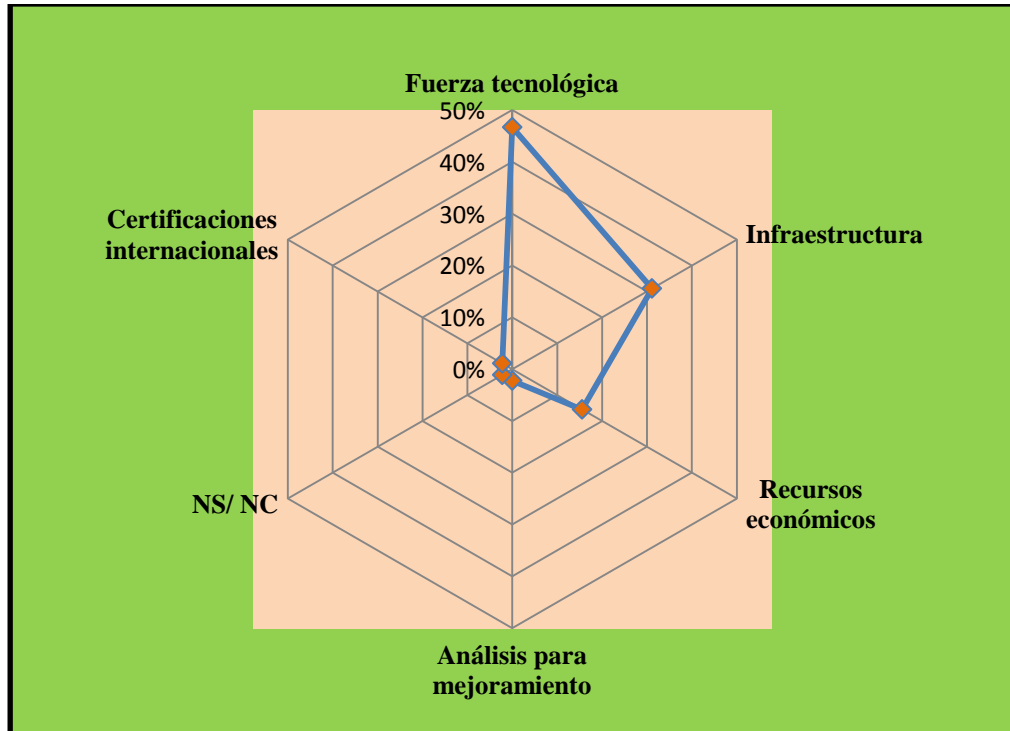 Fuerza tecnológica
50%
40%
30%
20%
10%
0%
Infraestructura
Recursos
económicos
Análisis para
mejoramiento
NS/ NC
Certificaciones
internacionales